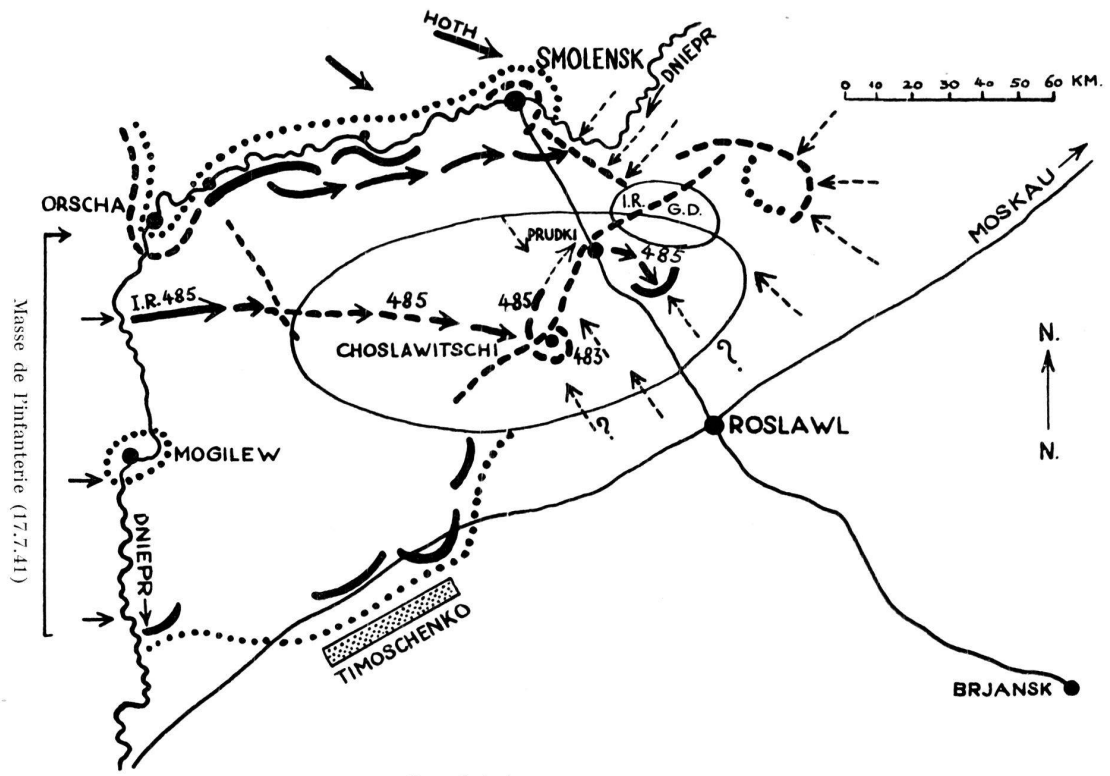 HOTH
SMOLENSK
DNIEPR
0 10 20 30 40 50 60 KM.
ORSCHA
I.R. G.D.
MOSKAU
PRUDKI
485
I.R. 485
485
485
CHOSLAWITSCHI
483
?
?
N.
N.
ROSLAWL
MOGILEW
Masse de l'infanterie (17.7.41)
DNIEPR
TIMOSCHENKO
BRJANSK